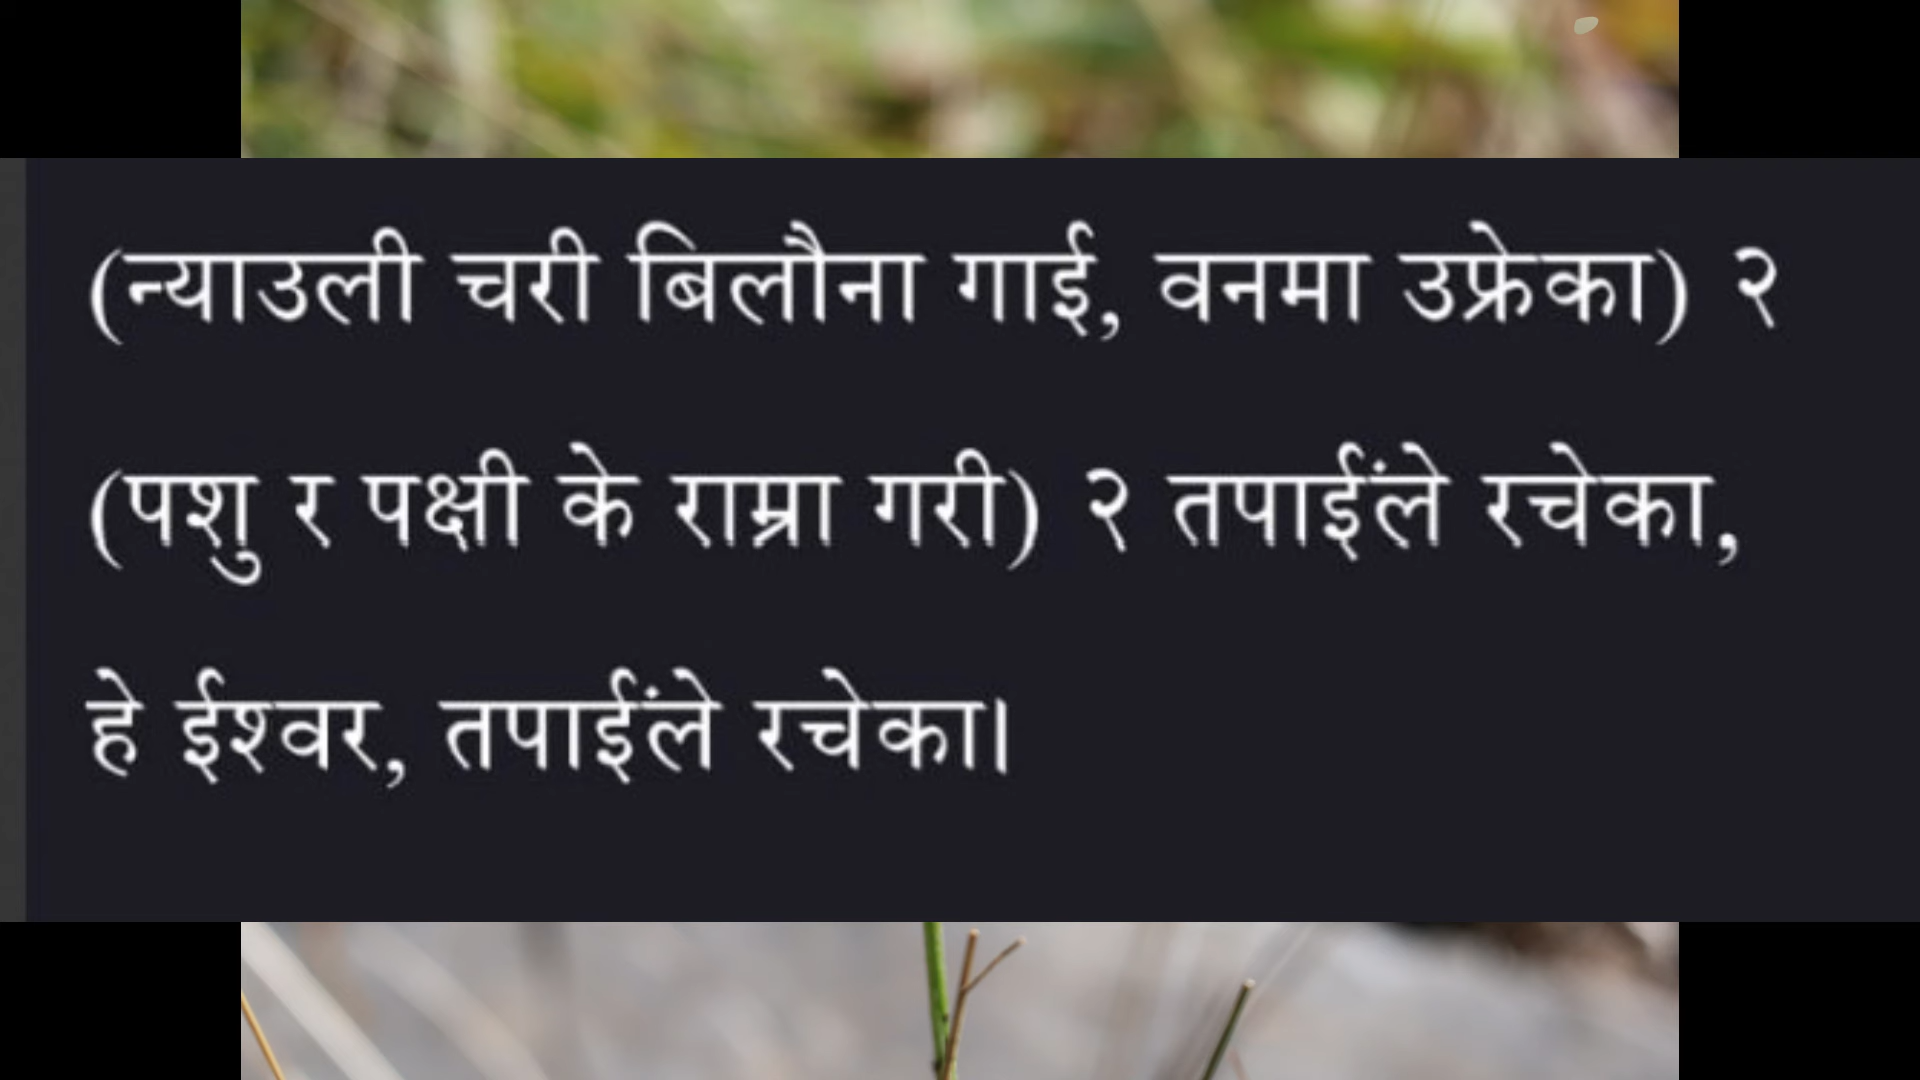 (न्याउली चरी बिलौना गाई, वनमा उफ्रेका) २
(पशु र पक्षी के राम्रा गरी) २ तपाईंले रचेका,
हे ईश्वर, तपाईंले रचेका।